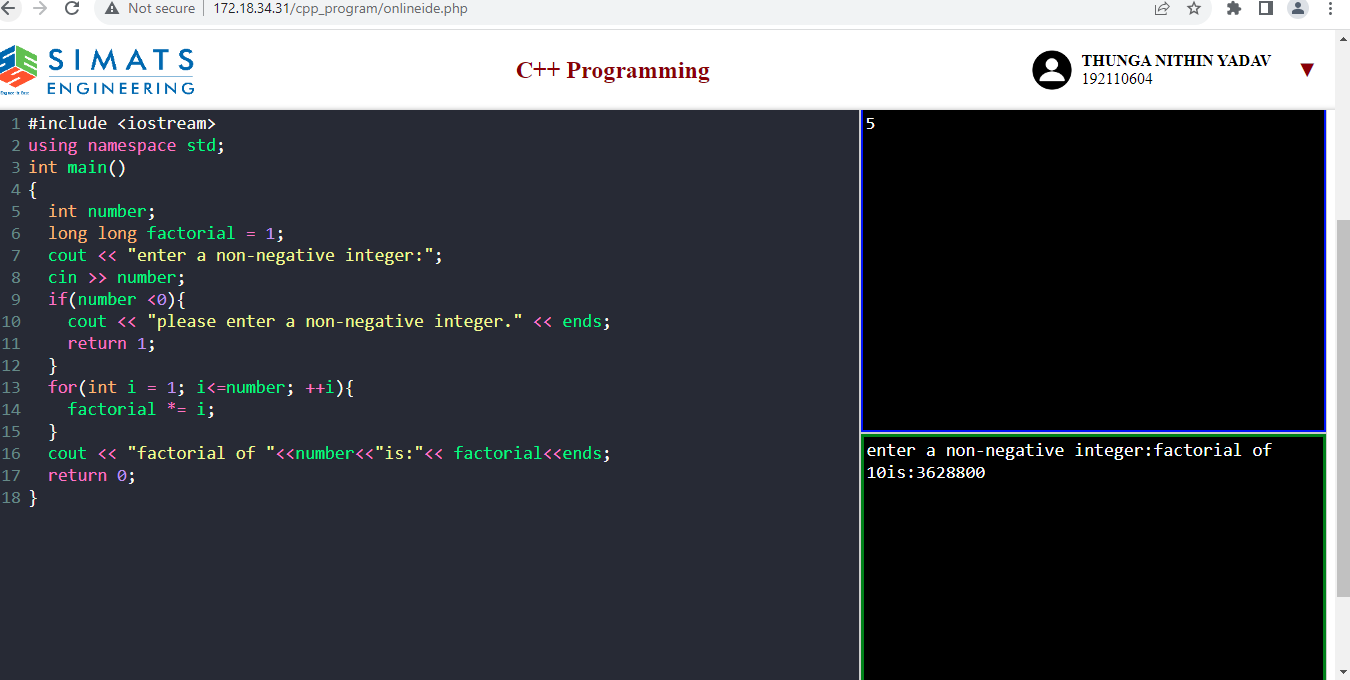 Not secure | 172.18.34.31/cpp_program/onlineide.php
SIMATS
ENGINEERING
C++ Programming
THUNGA NITHIN YADAV
192110604
1 #include <iostream>
2 using namespace std;
3 int main()
4 {
5   int number;
6   long long factorial = 1;
7   cout << "enter a non-negative integer:";
8   cin >> number;
9   if(number <0){
10     cout << "please enter a non-negative integer." << ends;
11     return 1;
12   }
13   for(int i = 1; i<=number; ++i){
14     factorial *= i;
15   }
16   cout << "factorial of "<<number<<"is:"<< factorial<<ends;
17   return 0;
18 }
5
enter a non-negative integer:factorial of
10is:3628800